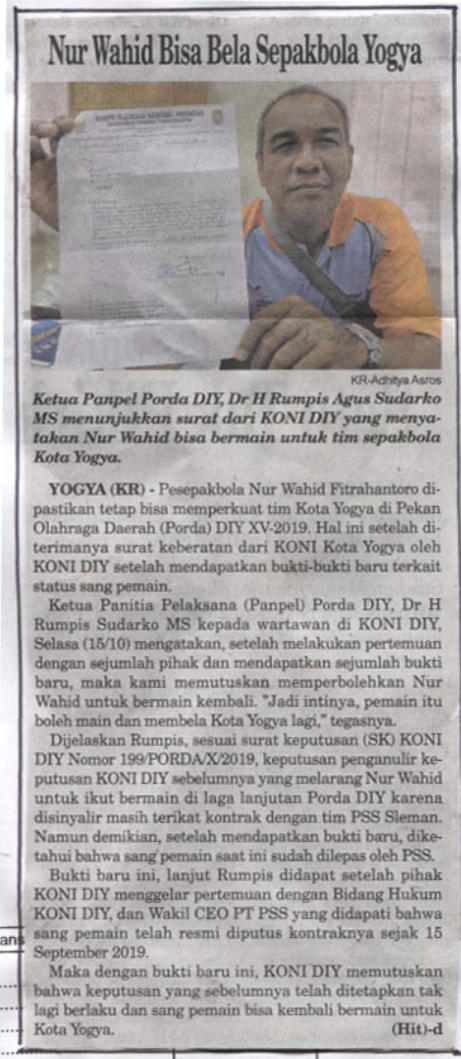 Nur Wahid Bisa Bela Sepakbola Yogya
KR-Adhitya Asros
Ketua Panpel Porda DIY, Dr H Rumpis Agus Sudarko
MS menunjukkan surat dari KONI DIY yang menya-
takan Nur Wahid bisa bermain untuk tim sepakbola
Kota Yogya.
YOGYA (KR) - Pesepakbola Nur Wahid Fitrahantoro di-
pastikan tetap bisa memperkuat tim Kota Yogya di Pekan
Olahraga Daerah (Porda) DIY XV-2019. Hal ini setelah di-
terimanya surat keberatan dari KONI Kota Yogya oleh
KONI DIY setelah mendapatkan bukti-bukti baru terkait
status sang pemain.
Ketua Panitia Pelaksana (Panpel) Porda DIY, Dr H
Rumpis Sudarko MS kepada wartawan di KONI DIY,
Selasa (15/10) mengatakan, setelah melakukan pertemuan
dengan sejumlah pihak dan mendapatkan sejumlah bukti
baru, maka kami memutuskan memperbolehkan Nur
Wahid untuk bermain kembali. "Jadi intinya, pemain itu
boleh main dan membela Kota Yogya lagi," tegasnya.
Dijelaskan Rumpis, sesuai surat keputusan (SK) KONI
DIY Nomor 199/PORDA/X/2019, keputusan penganulir ke-
putusan KONI DIY sebelumnya yang melarang Nur Wahid
untuk ikut bermain di laga lanjutan Porda DIY karena
disinyalir masih terikat kontrak dengan tim PSS Sleman.
Namun demikian, setelah mendapatkan bukti baru, dike-
tahui bahwa sang pemain saat ini sudah dilepas oleh PSS.
Bukti baru ini, lanjut Rumpis didapat setelah pihak
KONI DIY menggelar pertemuan dengan Bidang Hukum
KONI DIY, dan Wakil CEO PT PSS yang didapati bahwa
sang pemain telah resmi diputus kontraknya sejak 15
September 2019.
Maka dengan bukti baru ini, KONI DIY memutuskan
bahwa keputusan yang sebelumnya telah ditetapkan tak
lagi berlaku dan sang pemain bisa kembali bermain untuk
Kota Yogya. (Hit)-d
ans